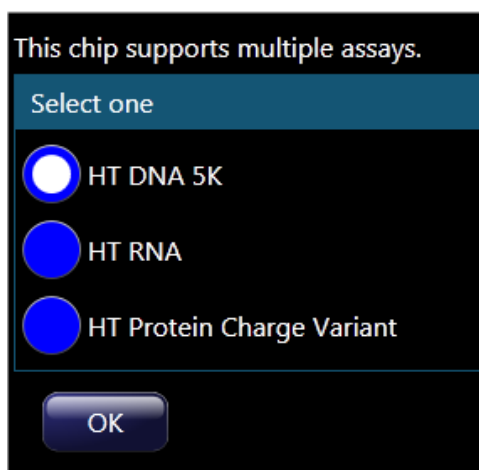 This chip supports multiple assays.
Select one
HT DNA 5K
HT RNA
HT Protein Charge Variant
OK